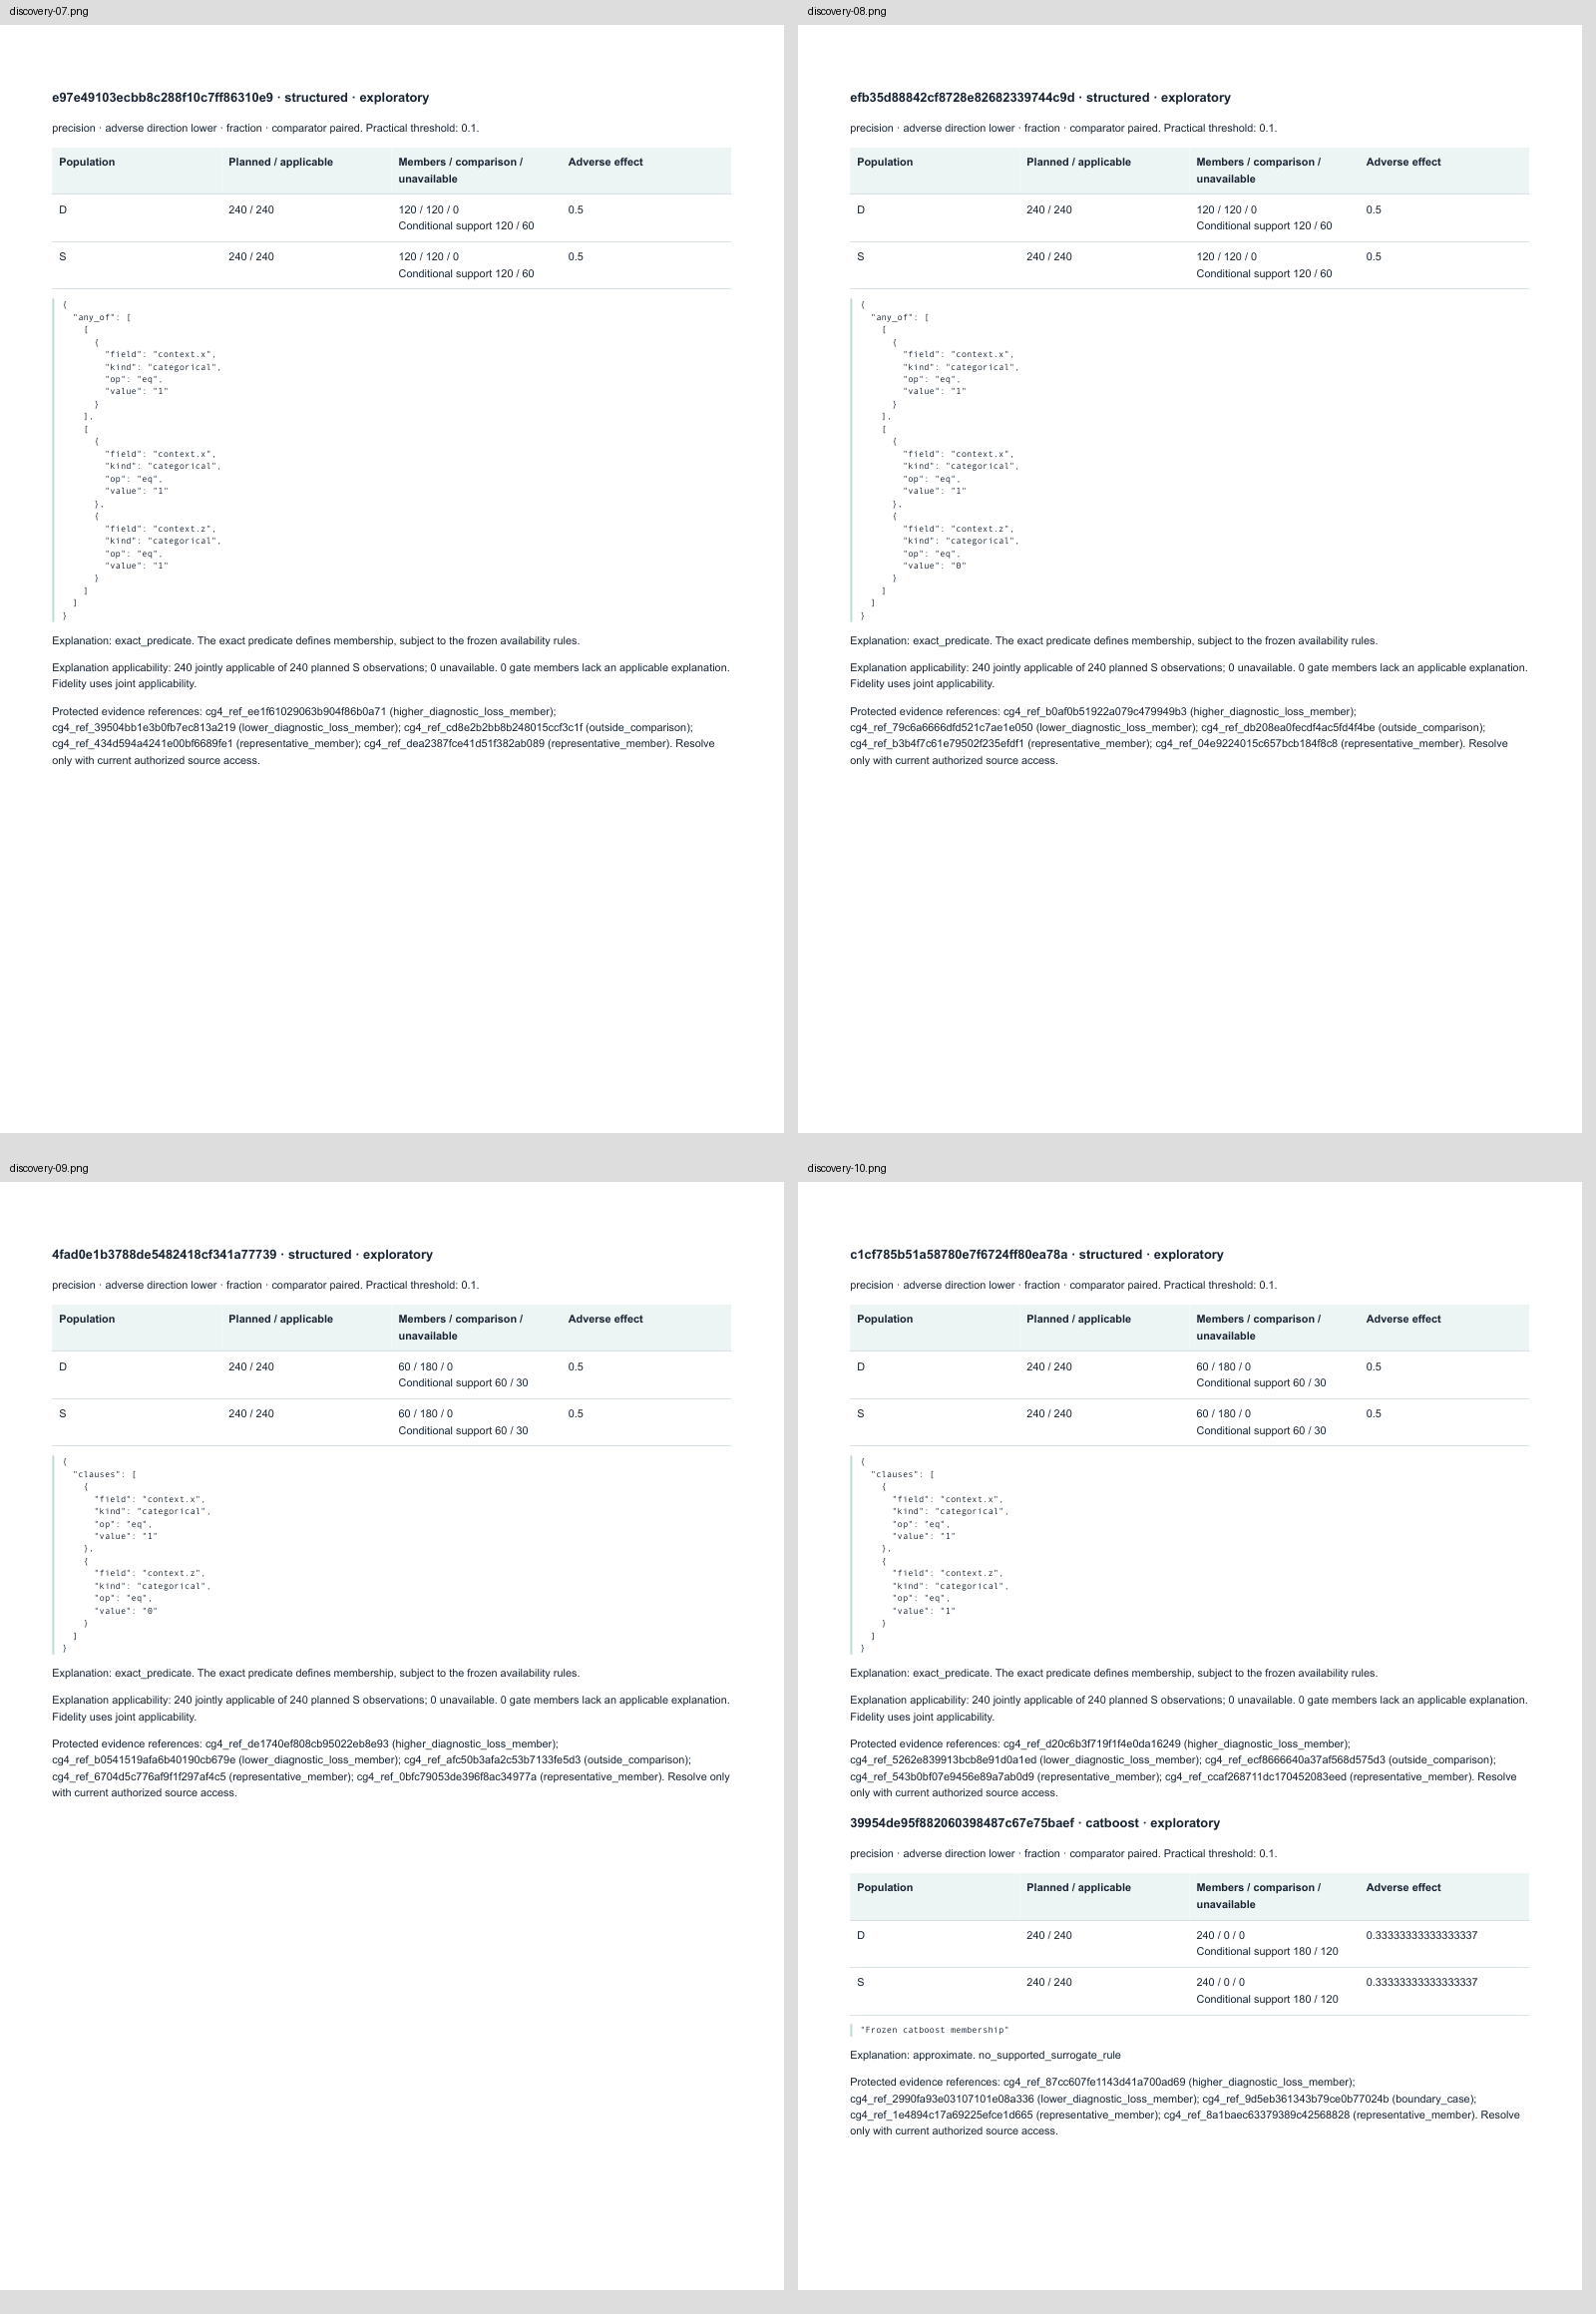 discovery-07.png
e97e49103ecbb8c288f10c7ff86310e9 · structured · exploratory
precision · adverse direction lower · fraction · comparator paired. Practical threshold: 0.1.
Population Planned / applicable Members / comparison / Adverse effect
unavailable
D 240 / 240 120 / 120 / 0 0.5
Conditional support 120 / 60
S 240 / 240 120 / 120 / 0 0.5
Conditional support 120 / 60
{
"any_of": [
[
{
"field": "context.x",
"kind": "categorical",
"op": "eq",
"value": "1"
}
],
[
{
"field": "context.x",
"kind": "categorical",
"op": "eq",
"value": "1"
},
{
"field": "context.z",
"kind": "categorical",
"op": "eq",
"value": "1"
}
]
]
}
Explanation: exact_predicate. The exact predicate defines membership, subject to the frozen availability rules.
Explanation applicability: 240 jointly applicable of 240 planned S observations; 0 unavailable. 0 gate members lack an applicable explanation.
Fidelity uses joint applicability.
Protected evidence references: cg4_ref_ee1f61029063b904f86b0a71 (higher_diagnostic_loss_member);
cg4_ref_39504bb1e3b0fb7ec813a219 (lower_diagnostic_loss_member); cg4_ref_cd8e2b2bb8b248015ccf3c1f (outside_comparison);
cg4_ref_434d594a4241e00bf6689fe1 (representative_member); cg4_ref_dea2387fce41d51f382ab089 (representative_member). Resolve
only with current authorized source access.
discovery-08.png
efb35d88842cf8728e82682339744c9d · structured · exploratory
precision · adverse direction lower · fraction · comparator paired. Practical threshold: 0.1.
Population Planned / applicable Members / comparison / Adverse effect
unavailable
D 240 / 240 120 / 120 / 0 0.5
Conditional support 120 / 60
S 240 / 240 120 / 120 / 0 0.5
Conditional support 120 / 60
{
"any_of": [
[
{
"field": "context.x",
"kind": "categorical",
"op": "eq",
"value": "1"
}
],
[
{
"field": "context.x",
"kind": "categorical",
"op": "eq",
"value": "1"
},
{
"field": "context.z",
"kind": "categorical",
"op": "eq",
"value": "0"
}
]
]
}
Explanation: exact_predicate. The exact predicate defines membership, subject to the frozen availability rules.
Explanation applicability: 240 jointly applicable of 240 planned S observations; 0 unavailable. 0 gate members lack an applicable explanation.
Fidelity uses joint applicability.
Protected evidence references: cg4_ref_b0af0b51922a079c479949b3 (higher_diagnostic_loss_member);
cg4_ref_79c6a6666dfd521c7ae1e050 (lower_diagnostic_loss_member); cg4_ref_db208ea0fecdf4ac5fd4f4be (outside_comparison);
cg4_ref_b3b4f7c61e79502f235efdf1 (representative_member); cg4_ref_04e9224015c657bcb184f8c8 (representative_member). Resolve
only with current authorized source access.
discovery-09.png
4fad0e1b3788de5482418cf341a77739 · structured · exploratory
precision · adverse direction lower · fraction · comparator paired. Practical threshold: 0.1.
Population Planned / applicable Members / comparison / Adverse effect
unavailable
D 240 / 240 60 / 180 / 0 0.5
Conditional support 60 / 30
S 240 / 240 60 / 180 / 0 0.5
Conditional support 60 / 30
{
"clauses": [
{
"field": "context.x",
"kind": "categorical",
"op": "eq",
"value": "1"
},
{
"field": "context.z",
"kind": "categorical",
"op": "eq",
"value": "0"
}
]
}
Explanation: exact_predicate. The exact predicate defines membership, subject to the frozen availability rules.
Explanation applicability: 240 jointly applicable of 240 planned S observations; 0 unavailable. 0 gate members lack an applicable explanation.
Fidelity uses joint applicability.
Protected evidence references: cg4_ref_de1740ef808cb95022eb8e93 (higher_diagnostic_loss_member);
cg4_ref_b0541519afa6b40190cb679e (lower_diagnostic_loss_member); cg4_ref_afc50b3afa2c53b7133fe5d3 (outside_comparison);
cg4_ref_6704d5c776af9f1f297af4c5 (representative_member); cg4_ref_0bfc79053de396f8ac34977a (representative_member). Resolve only
with current authorized source access.
discovery-10.png
c1cf785b51a58780e7f6724ff80ea78a · structured · exploratory
precision · adverse direction lower · fraction · comparator paired. Practical threshold: 0.1.
Population Planned / applicable Members / comparison / Adverse effect
unavailable
D 240 / 240 60 / 180 / 0 0.5
Conditional support 60 / 30
S 240 / 240 60 / 180 / 0 0.5
Conditional support 60 / 30
{
"clauses": [
{
"field": "context.x",
"kind": "categorical",
"op": "eq",
"value": "1"
},
{
"field": "context.z",
"kind": "categorical",
"op": "eq",
"value": "1"
}
]
}
Explanation: exact_predicate. The exact predicate defines membership, subject to the frozen availability rules.
Explanation applicability: 240 jointly applicable of 240 planned S observations; 0 unavailable. 0 gate members lack an applicable explanation.
Fidelity uses joint applicability.
Protected evidence references: cg4_ref_d20c6b3f719f1f4e0da16249 (higher_diagnostic_loss_member);
cg4_ref_5262e839913bcb8e91d0a1ed (lower_diagnostic_loss_member); cg4_ref_ecf8666640a37af568d575d3 (outside_comparison);
cg4_ref_543b0bf07e9456e89a7ab0d9 (representative_member); cg4_ref_ccaf268711dc170452083eed (representative_member). Resolve
only with current authorized source access.
39954de95f882060398487c67e75baef · catboost · exploratory
precision · adverse direction lower · fraction · comparator paired. Practical threshold: 0.1.
Population Planned / applicable Members / comparison / Adverse effect
unavailable
D 240 / 240 240 / 0 / 0 0.33333333333333337
Conditional support 180 / 120
S 240 / 240 240 / 0 / 0 0.33333333333333337
Conditional support 180 / 120
"Frozen catboost membership"
Explanation: approximate. no_supported_surrogate_rule
Protected evidence references: cg4_ref_87cc607fe1143d41a700ad69 (higher_diagnostic_loss_member);
cg4_ref_2990fa93e03107101e08a336 (lower_diagnostic_loss_member); cg4_ref_9d5eb361343b79ce0b77024b (boundary_case);
cg4_ref_1e4894c17a69225efce1d665 (representative_member); cg4_ref_8a1baec63379389c42568828 (representative_member). Resolve
only with current authorized source access.